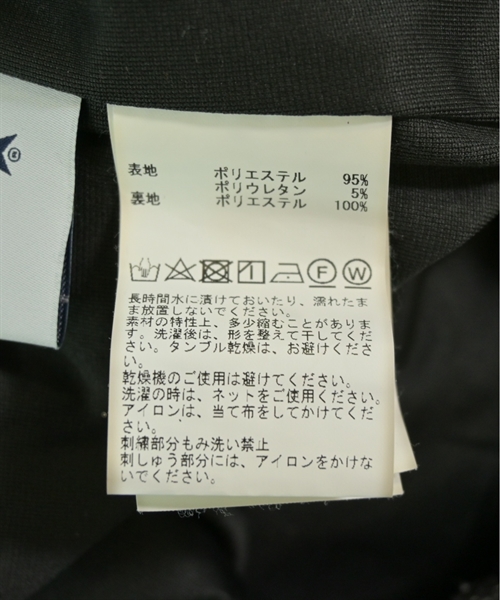 表地 ポリエステル 95%
ポリウレタン 5%
裏地 ポリエステル 100%
F W
長時間水に漬けておいたり、濡れたま
ま放置しないでください。
素材の特性上、多少縮むことがありま
す。洗濯後は、形を整えて干してくだ
さい。タンブル乾燥は、お避けくださ
い。
乾燥機のご使用は避けてください。
洗濯の時は、ネットをご使用ください。
アイロンは、当て布をしてかけてくだ
さい。
刺繍部分もみ洗い禁止
刺しゅう部分には、アイロンをかけな
いでください。